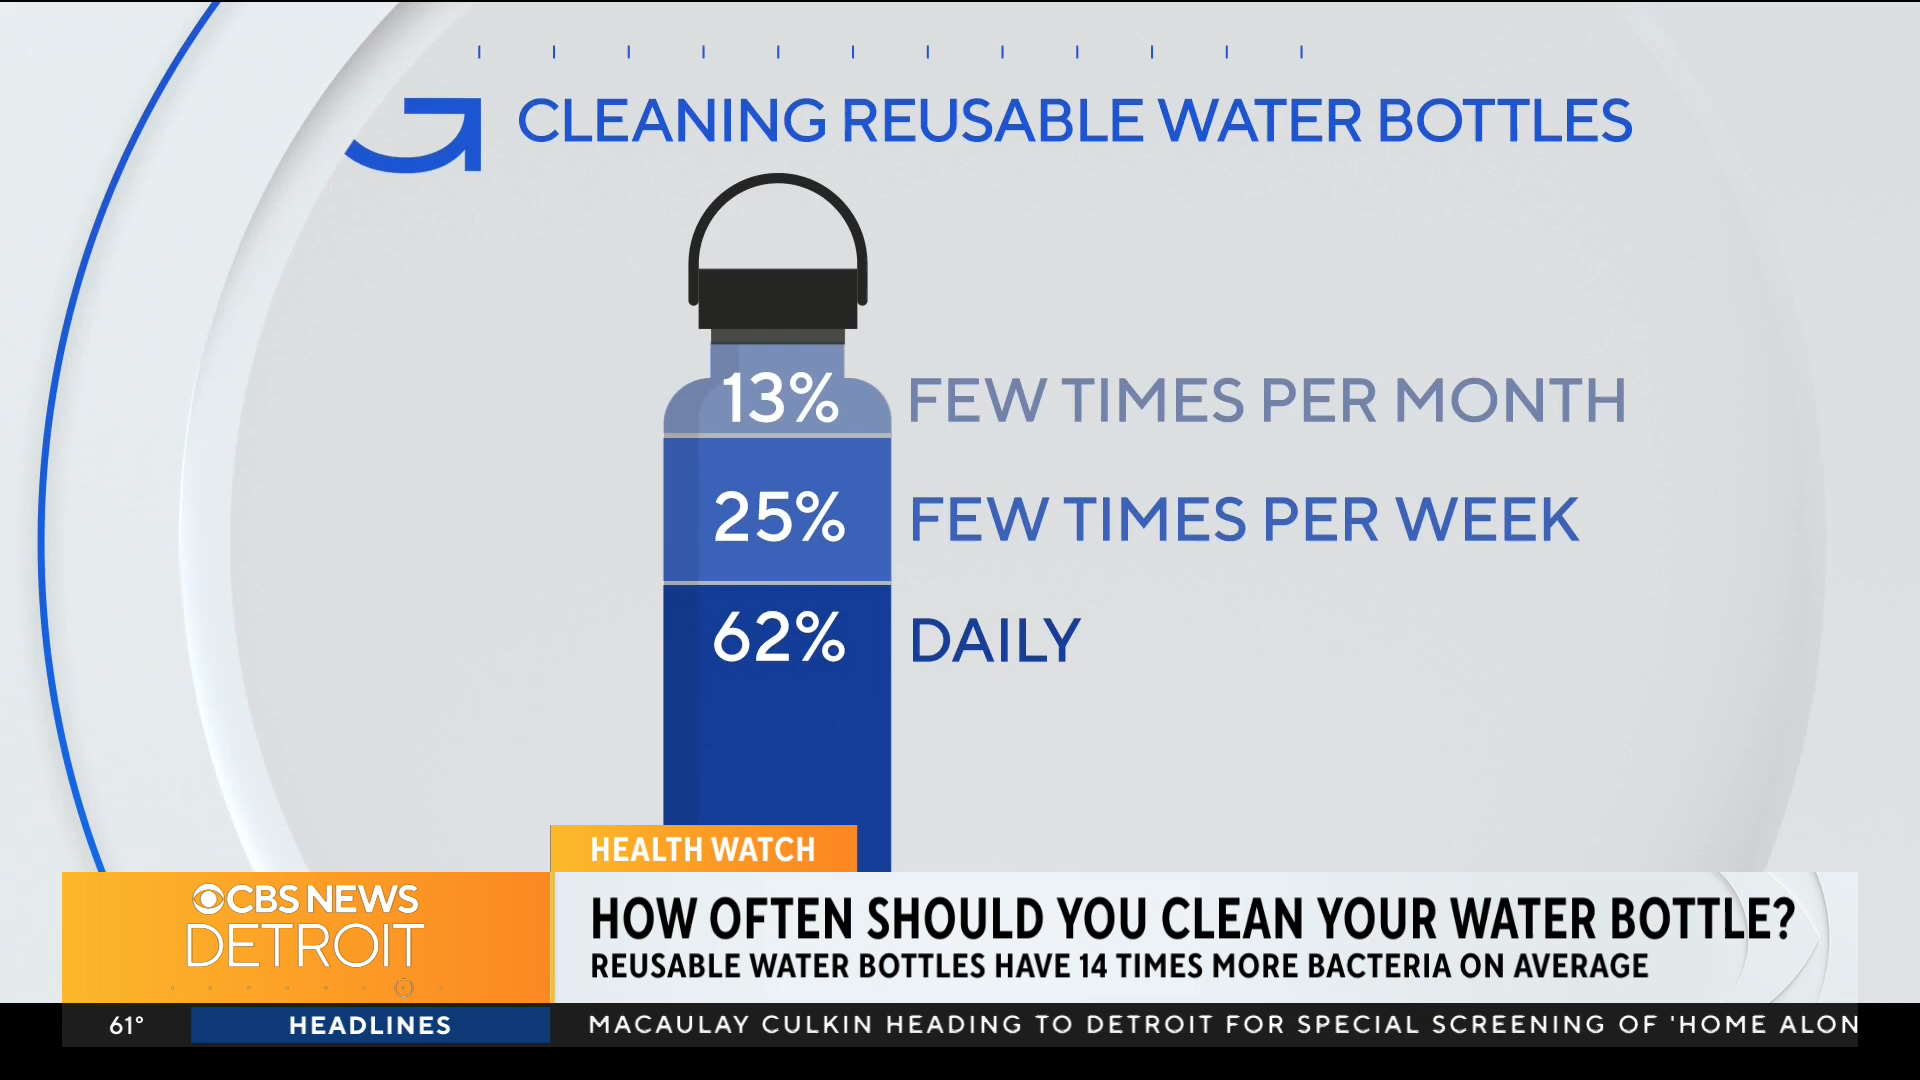 CLEANING REUSABLE WATER BOTTLES
13% FEW TIMES PER MONTH
25% FEW TIMES PER WEEK
62% DAILY
HEALTH WATCH
CBS NEWS
DETROIT
HOW OFTEN SHOULD YOU CLEAN YOUR WATER BOTTLE?
REUSABLE WATER BOTTLES HAVE 14 TIMES MORE BACTERIA ON AVERAGE
61° HEADLINES MACAULAY CULKIN HEADING TO DETROIT FOR SPECIAL SCREENING OF 'HOME ALON